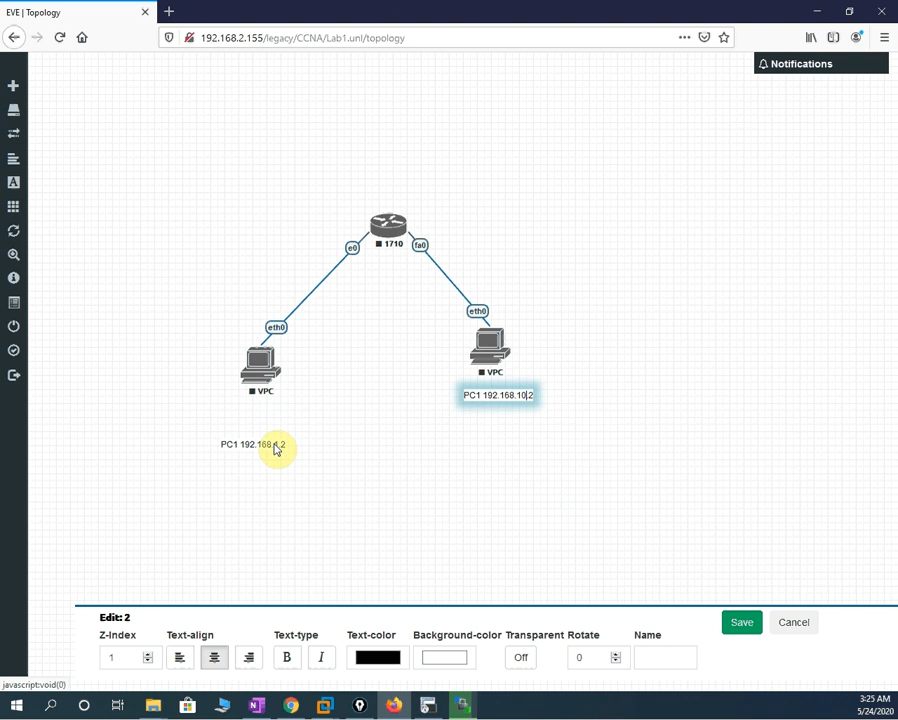 EVE | Topology
192.168.2.155/legacy/CCNA/Lab1.unl/topology
Notifications
1710
e0
fa0
eth0
eth0
VPC
VPC
PC1 192.168.10.2
PC1 192.168.1.2
Edit: 2
Save
Cancel
Z-Index
Text-align
Text-type
Text-color
Background-color
Transparent
Rotate
Name
1
B
I
Off
0
javascript:void(0)
3:25 AM
5/24/2020